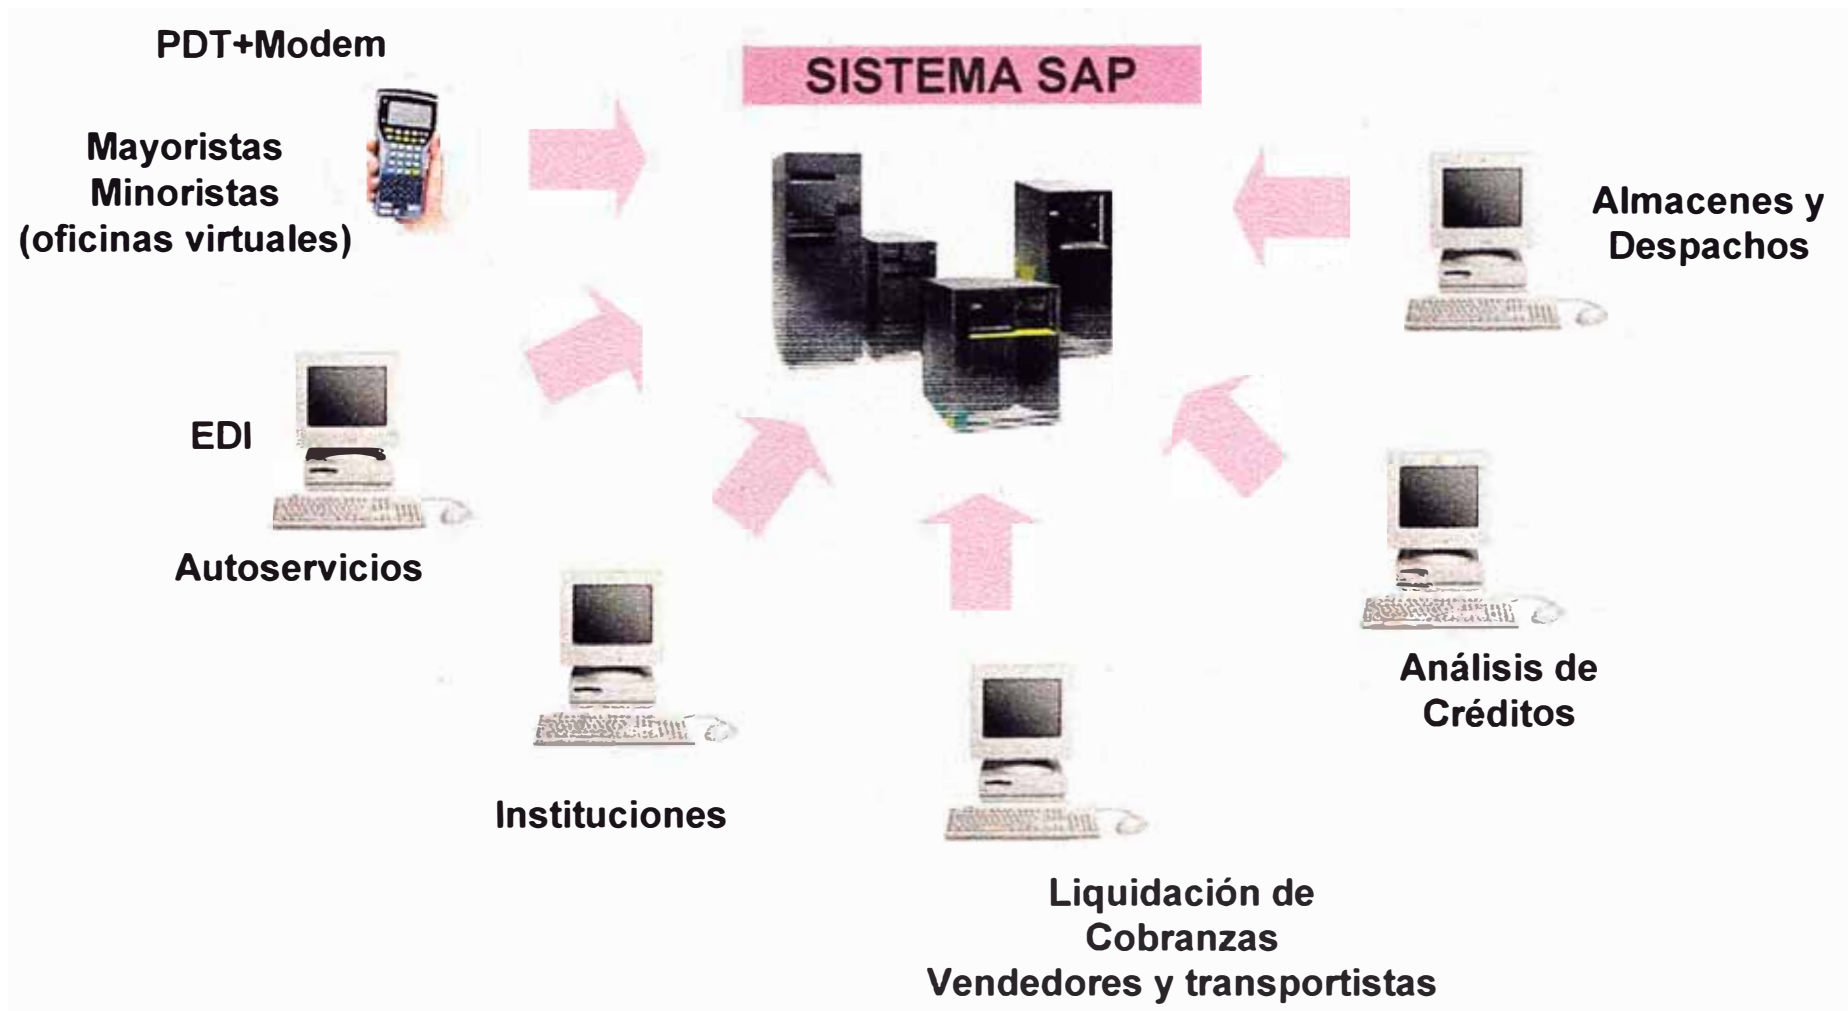 PDT+Modem
Mayoristas
Minoristas
(oficinas virtuales)
SISTEMA SAP
Almacenes y
Despachos
EDI
Autoservicios
Instituciones
Análisis de
Créditos
Liquidación de
Cobranzas
Vendedores y transportistas